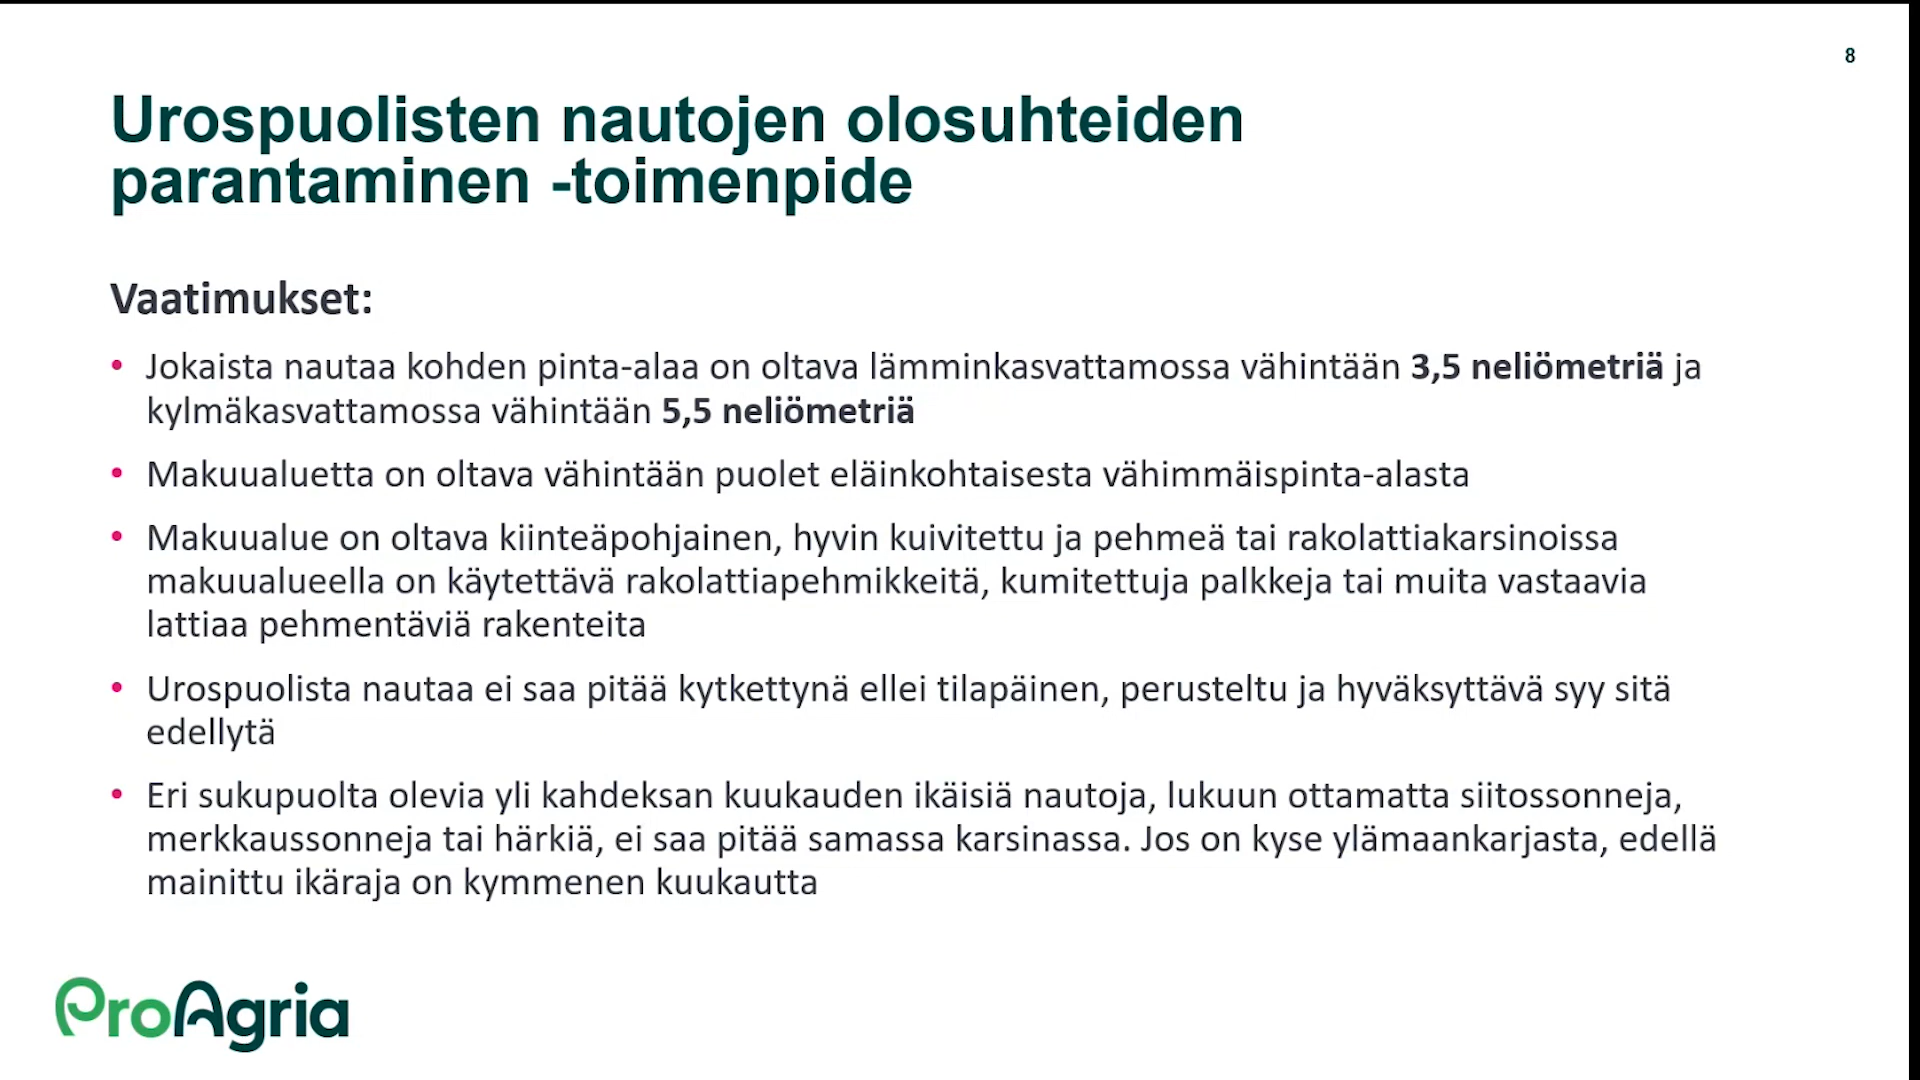 8
Urospuolisten nautojen olosuhteiden
parantaminen -toimenpide
Vaatimukset:
• Jokaista nautaa kohden pinta-alaa on oltava lämminkasvattamossa vähintään 3,5 neliömetriä ja
kylmäkasvattamossa vähintään 5,5 neliömetriä
• Makuualuetta on oltava vähintään puolet eläinkohtaisesta vähimmäispinta-alasta
• Makuualue on oltava kiinteäpohjainen, hyvin kuivitettu ja pehmeä tai rakolattiakarsinoissa
makuualueella on käytettävä rakolattiapehmikkeitä, kumitettuja palkkeja tai muita vastaavia
lattiaa pehmentäviä rakenteita
• Urospuolista nautaa ei saa pitää kytkettynä ellei tilapäinen, perusteltu ja hyväksyttävä syy sitä
edellytä
• Eri sukupuolta olevia yli kahdeksan kuukauden ikäisiä nautoja, lukuun ottamatta siitossonneja,
merkkaussonneja tai härkiä, ei saa pitää samassa karsinassa. Jos on kyse ylämaankarjasta, edellä
mainittu ikäraja on kymmenen kuukautta
ProAgria